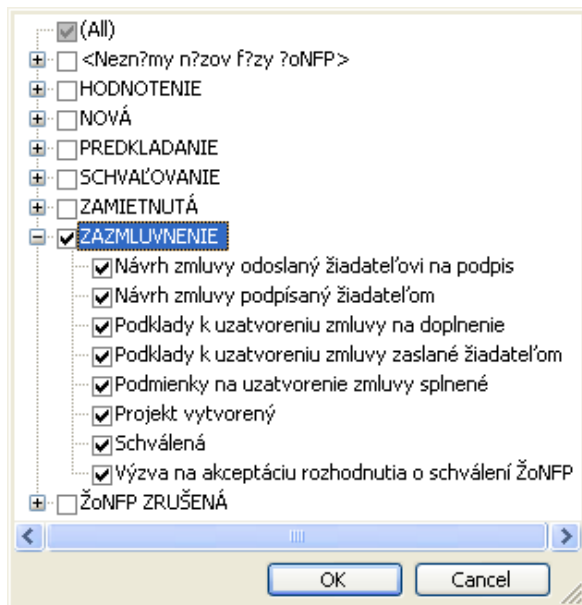 (All)
<Nezn?my n?zov f?zy ?oNFP>
HODNOTENIE
NOVÁ
PREDKLADANIE
SCHVAĽOVANIE
ZAMIETNUTÁ
ZAZMLUVNENIE
Návrh zmluvy odoslaný žiadateľovi na podpis
Návrh zmluvy podpísaný žiadateľom
Podklady k uzatvoreniu zmluvy na doplnenie
Podklady k uzatvoreniu zmluvy zaslané žiadateľom
Podmienky na uzatvorenie zmluvy splnené
Projekt vytvorený
Schválená
Výzva na akceptáciu rozhodnutia o schválení ŽoNFP
ŽoNFP ZRUŠENÁ
OK Cancel